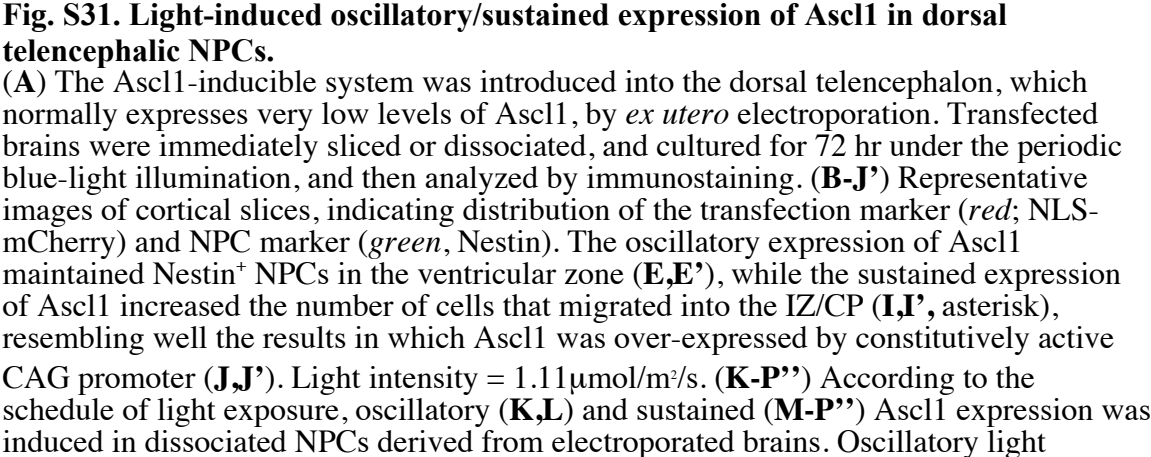 Fig. S31. Light-induced oscillatory/sustained expression of Ascl1 in dorsal
telencephalic NPCs.
(A) The Ascl1-inducible system was introduced into the dorsal telencephalon, which
normally expresses very low levels of Ascl1, by ex utero electroporation. Transfected
brains were immediately sliced or dissociated, and cultured for 72 hr under the periodic
blue-light illumination, and then analyzed by immunostaining. (B-J’) Representative
images of cortical slices, indicating distribution of the transfection marker (red; NLS-
mCherry) and NPC marker (green, Nestin). The oscillatory expression of Ascl1
maintained Nestin⁺ NPCs in the ventricular zone (E,E’), while the sustained expression
of Ascl1 increased the number of cells that migrated into the IZ/CP (I,I’, asterisk),
resembling well the results in which Ascl1 was over-expressed by constitutively active
CAG promoter (J,J’). Light intensity = 1.11μmol/m²/s. (K-P’’) According to the
schedule of light exposure, oscillatory (K,L) and sustained (M-P’’) Ascl1 expression was
induced in dissociated NPCs derived from electroporated brains. Oscillatory light